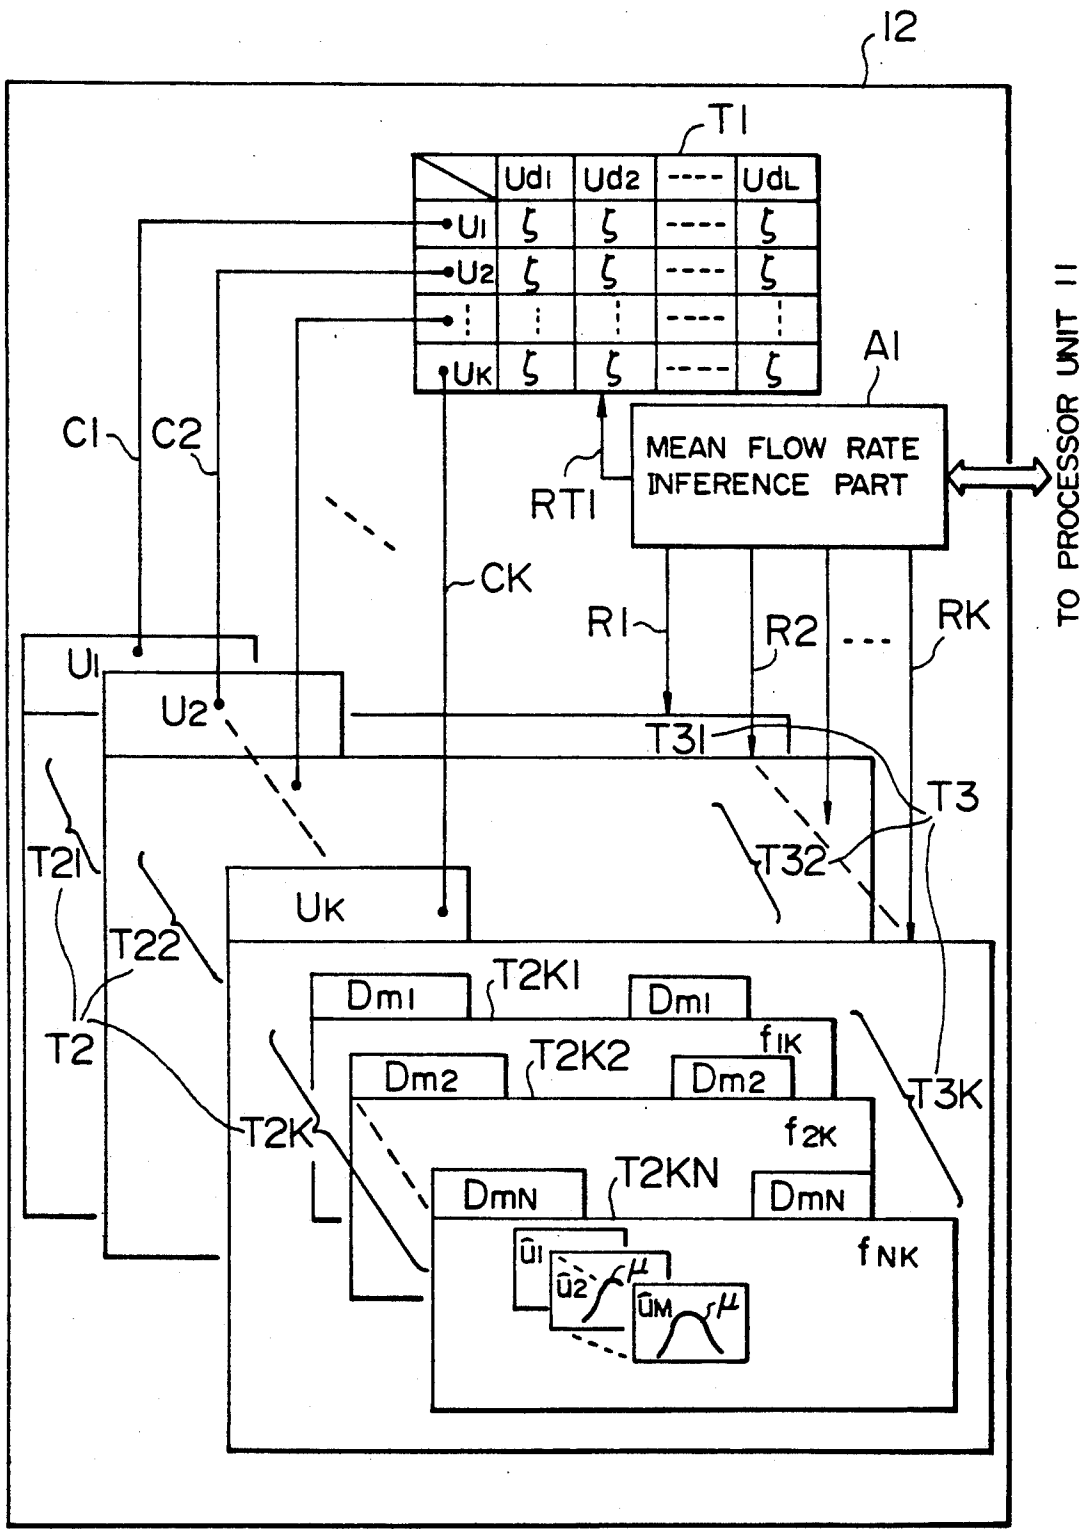 12
T1
Ud1 Ud2 ---- UdL
U1 ζ ζ ---- ζ
U2 ζ ζ ---- ζ
----
UK ζ ζ ---- ζ
A1
MEAN FLOW RATE
INFERENCE PART
TO PROCESSOR UNIT 11
C1
C2
RT1
CK
R1
R2
---
RK
U1
U2
T31
T3
T21
T32
UK
T22
T2
T2K1
Dm1
Dm1
f1K
T2K2
Dm2
Dm2
T3K
T2K
f2K
T2KN
DmN
DmN
fNK
û1
û2
μ
ûM
μ